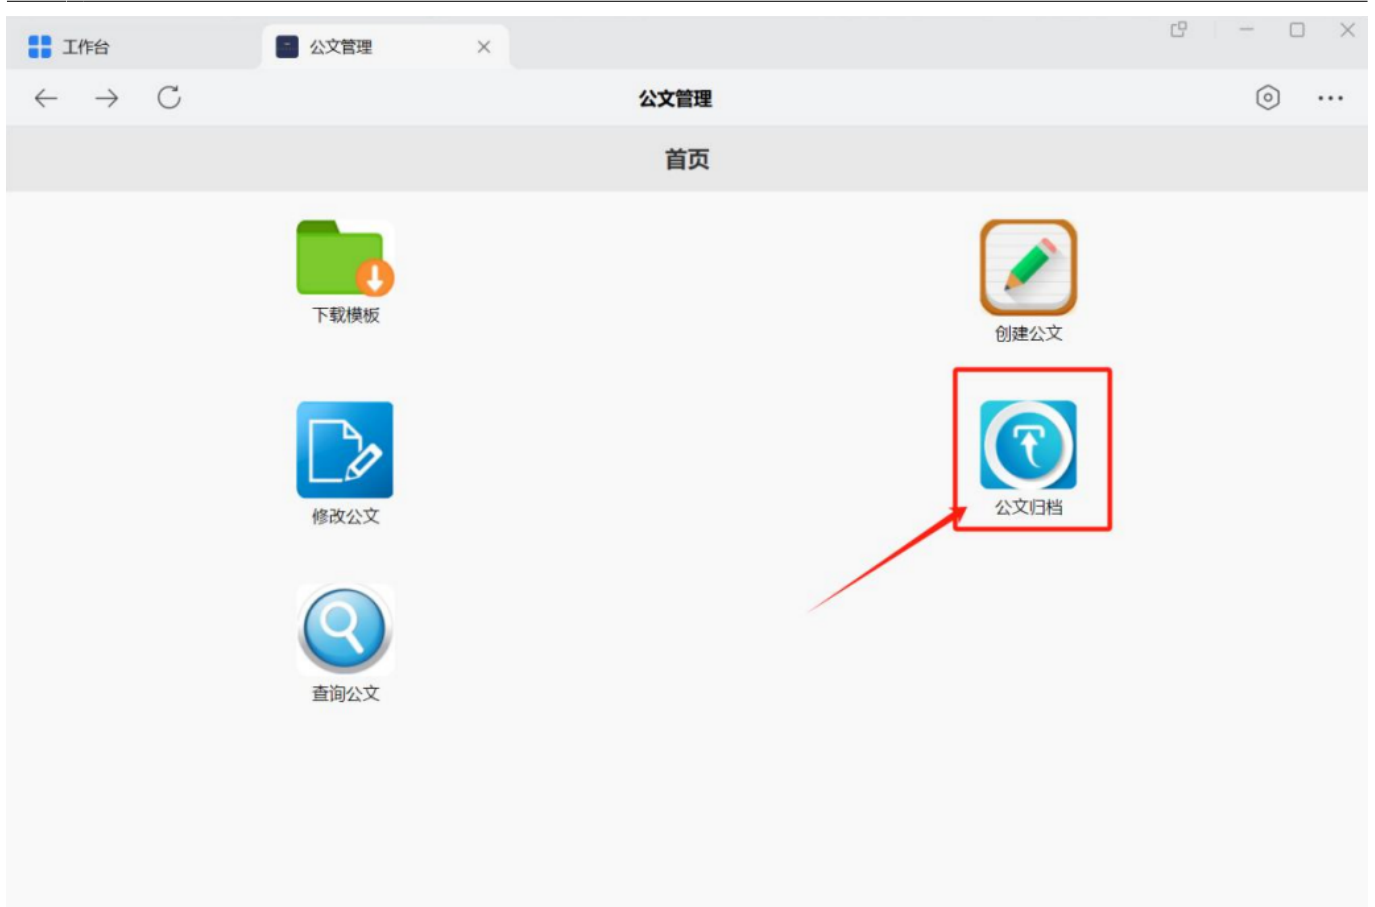 工作台
公文管理
公文管理
首页
下载模板
创建公文
修改公文
公文归档
查询公文